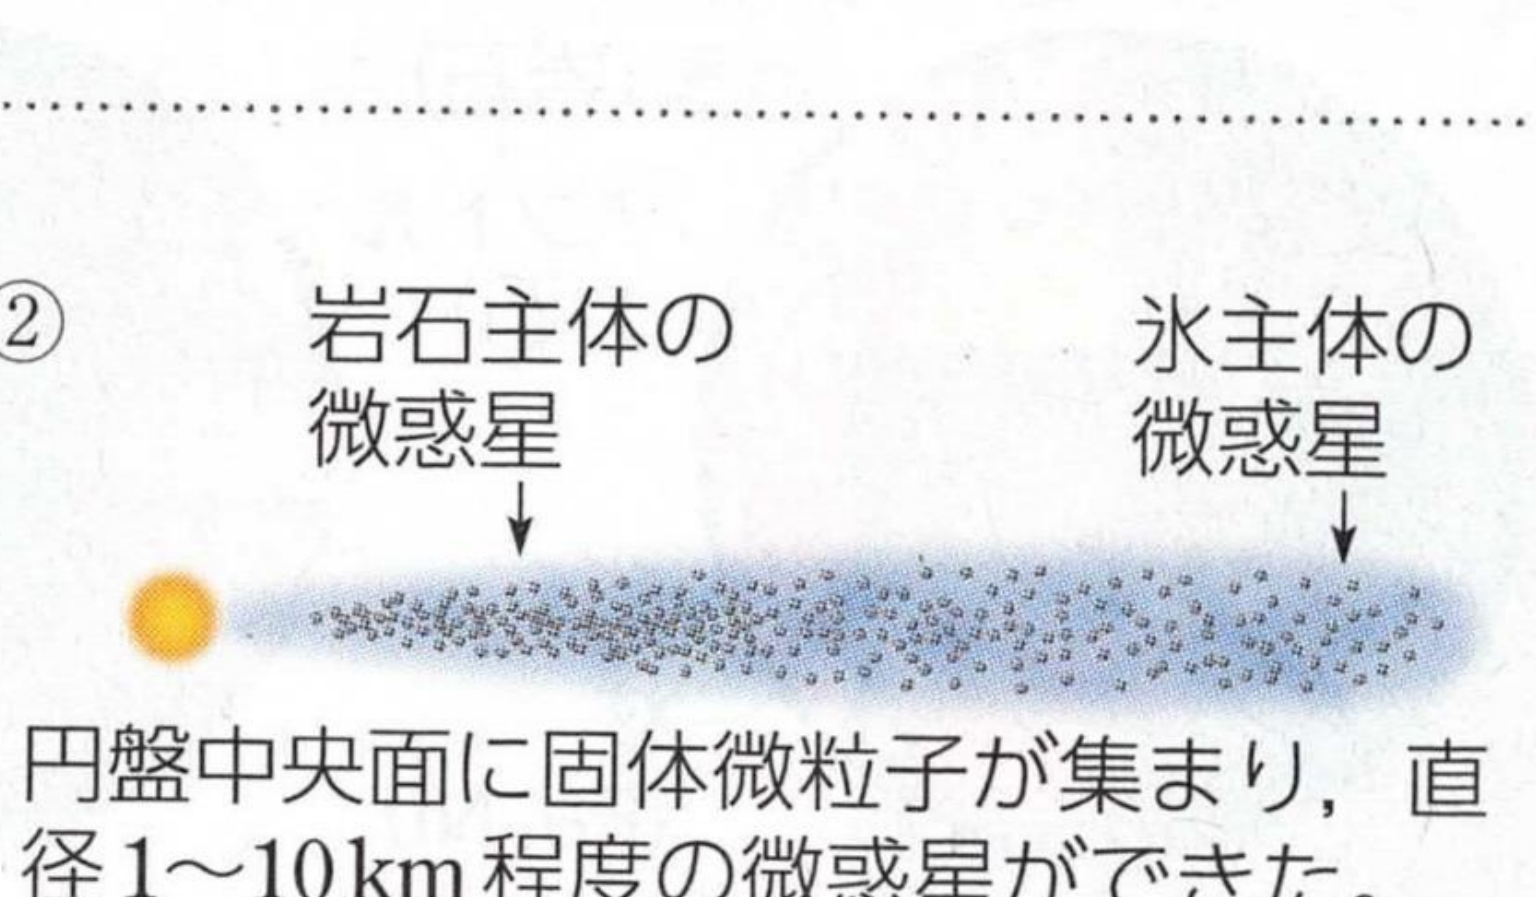 ②
岩石主体の
微惑星
氷主体の
微惑星
円盤中央面に固体微粒子が集まり，直
径1〜10km程度の微惑星ができた。